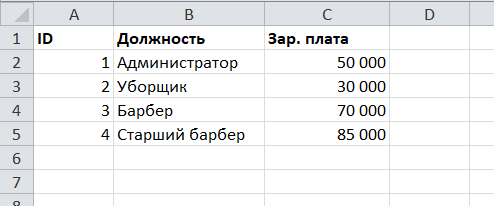 A B C D
1 ID Должность Зар. плата
2 1 Администратор 50 000
3 2 Уборщик 30 000
4 3 Барбер 70 000
5 4 Старший барбер 85 000
6
7
8